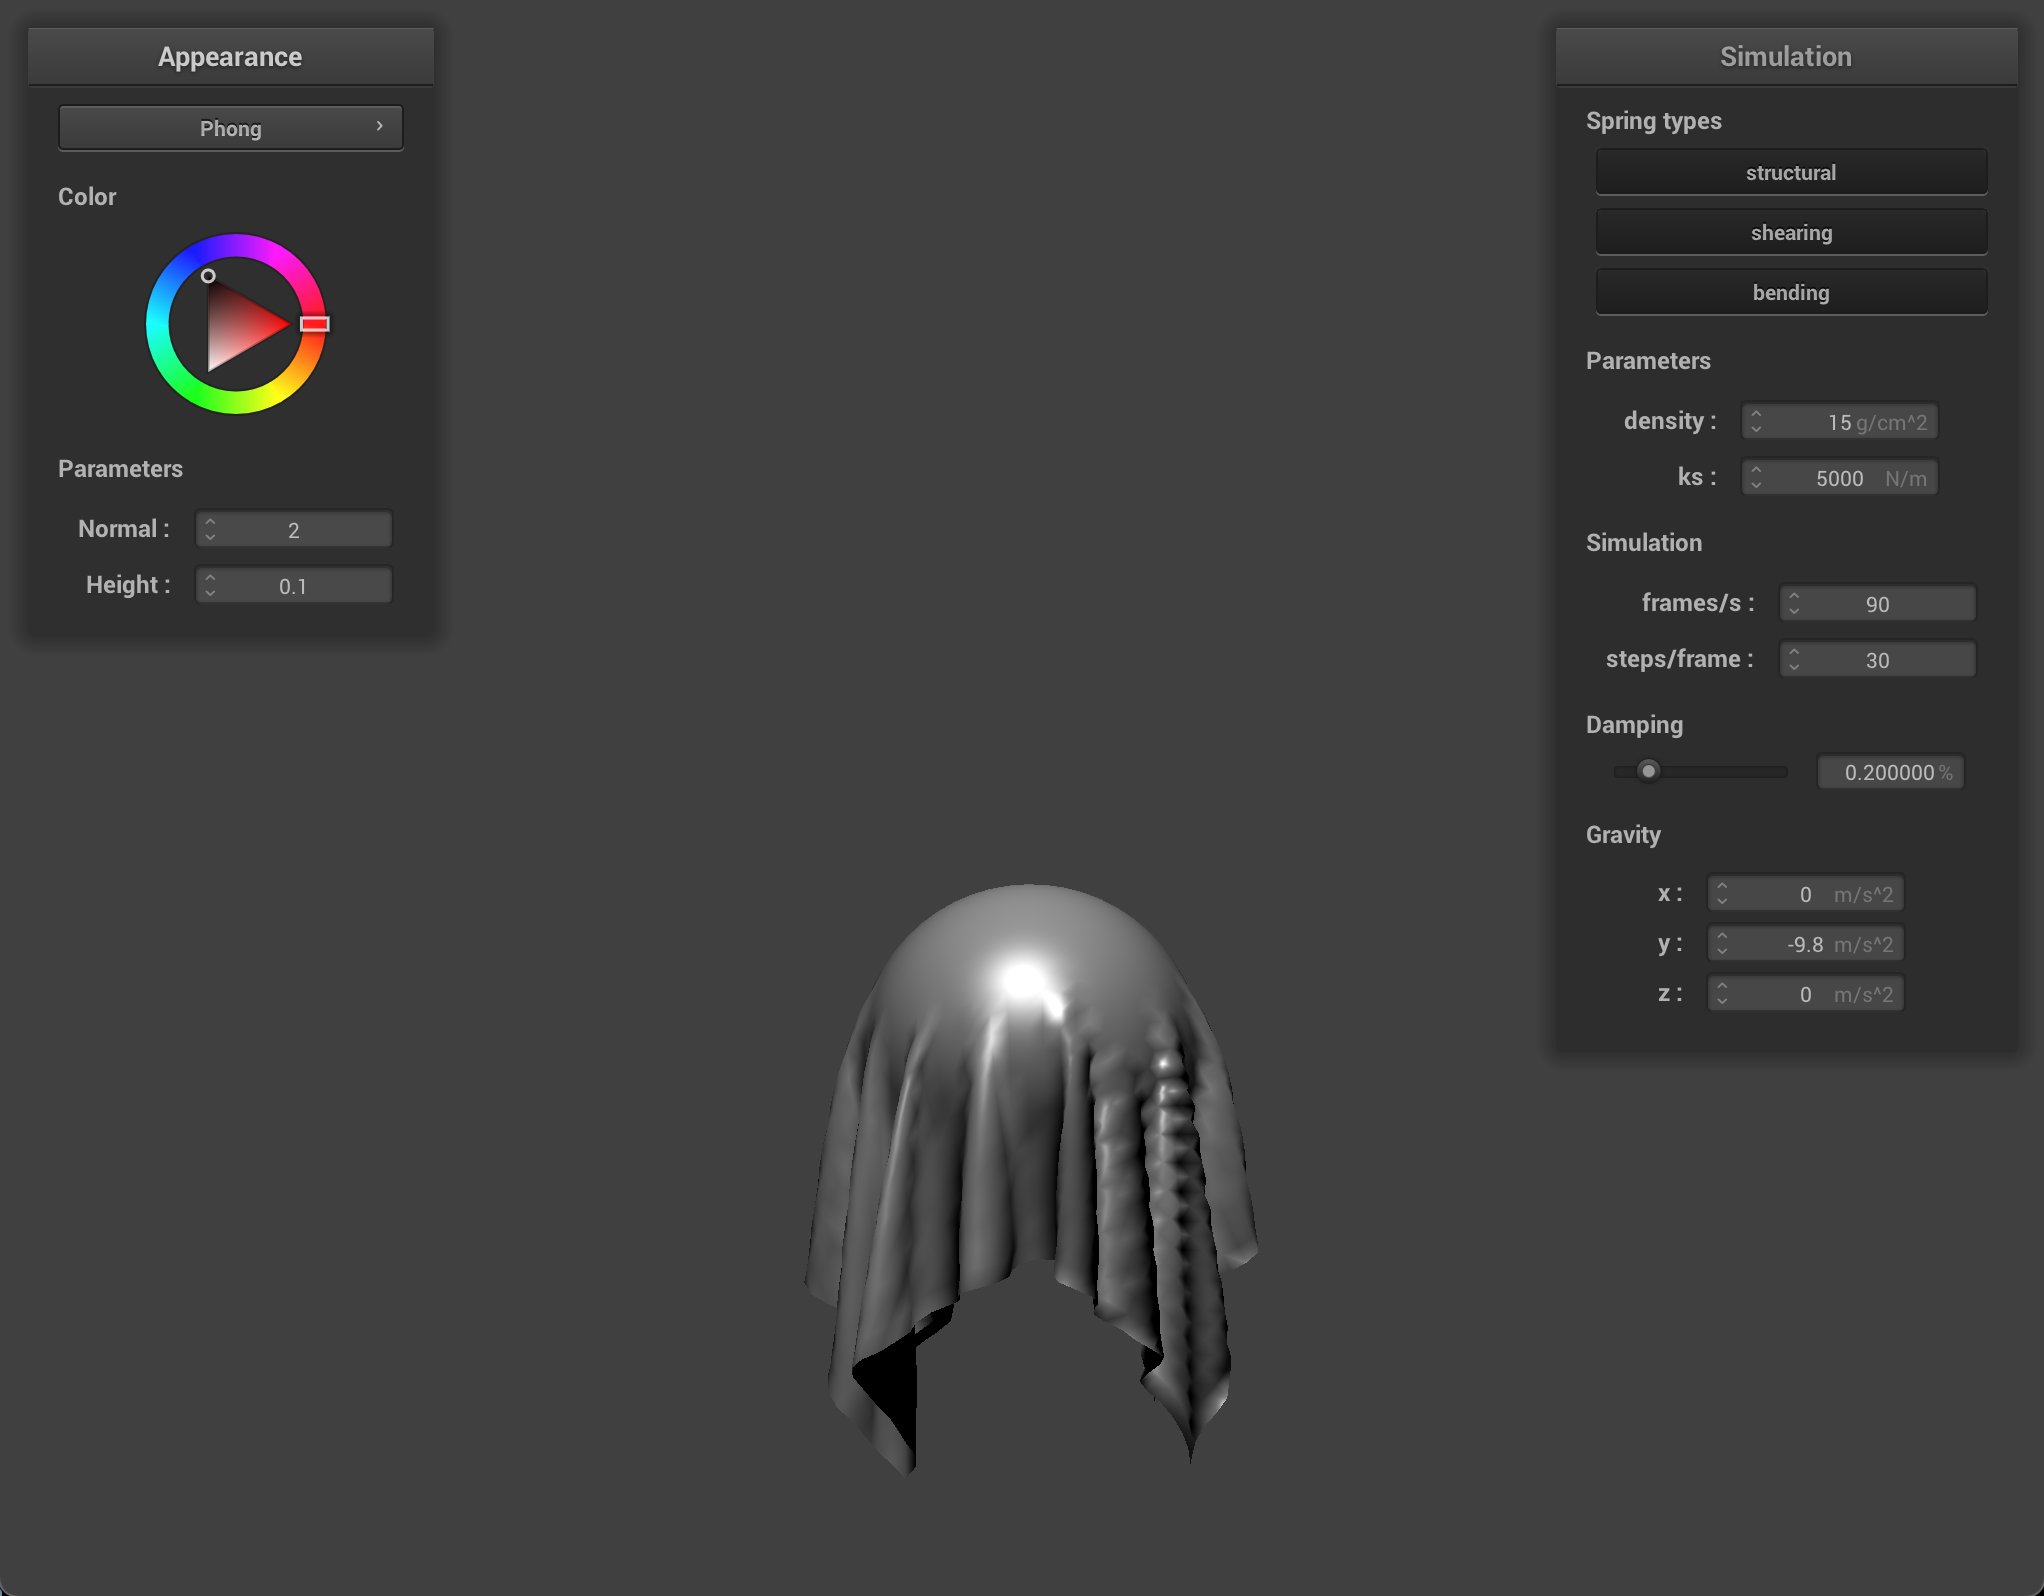 Appearance
Phong
Color
Parameters
Normal : 2
Height : 0.1
Simulation
Spring types
structural
shearing
bending
Parameters
density : 15 g/cm^2
ks : 5000 N/m
Simulation
frames/s : 90
steps/frame : 30
Damping
0.200000 %
Gravity
x : 0 m/s^2
y : -9.8 m/s^2
z : 0 m/s^2